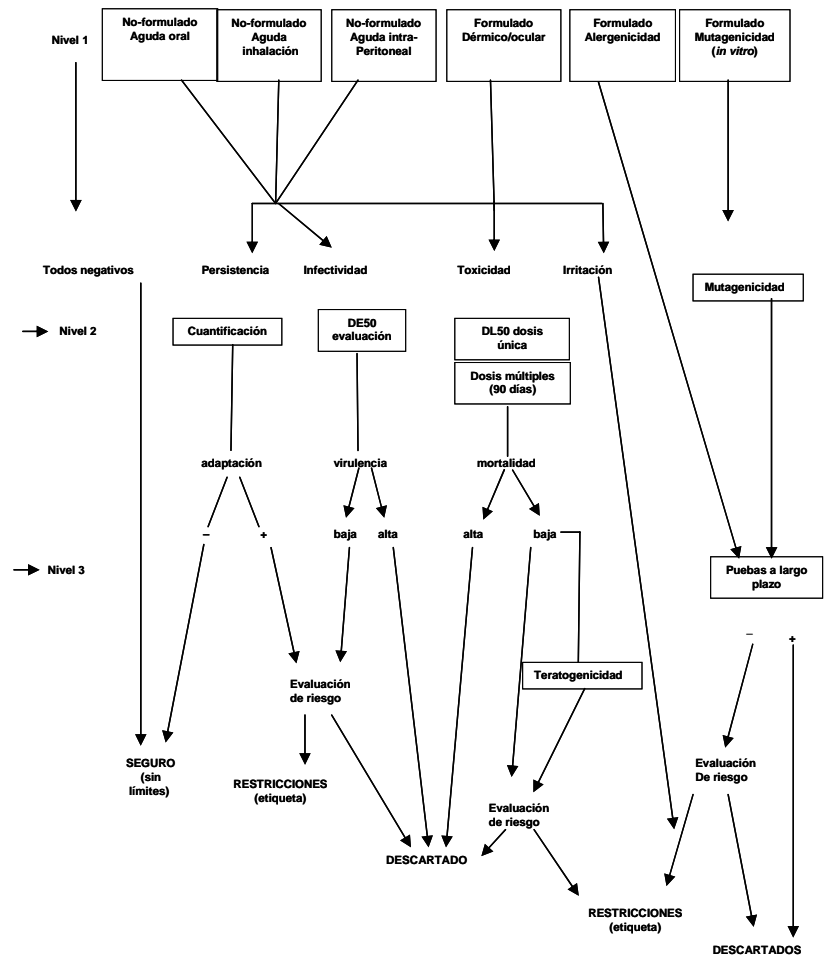 Nivel 1
No-formulado
Aguda oral
No-formulado
Aguda
inhalación
No-formulado
Aguda intra-
Peritoneal
Formulado
Dérmico/ocular
Formulado
Alergenicidad
Formulado
Mutagenicidad
(in vitro)
Todos negativos
Persistencia
Infectividad
Toxicidad
Irritación
Mutagenicidad
Nivel 2
Cuantificación
DE50
evaluación
DL50 dosis
única
Dosis múltiples
(90 días)
adaptación
virulencia
mortalidad
–
+
baja
alta
alta
baja
Nivel 3
Puebas a largo
plazo
–
+
Evaluación
de riesgo
Teratogenicidad
SEGURO
(sin
límites)
RESTRICCIONES
(etiqueta)
Evaluación
De riesgo
Evaluación
de riesgo
DESCARTADO
RESTRICCIONES
(etiqueta)
DESCARTADOS